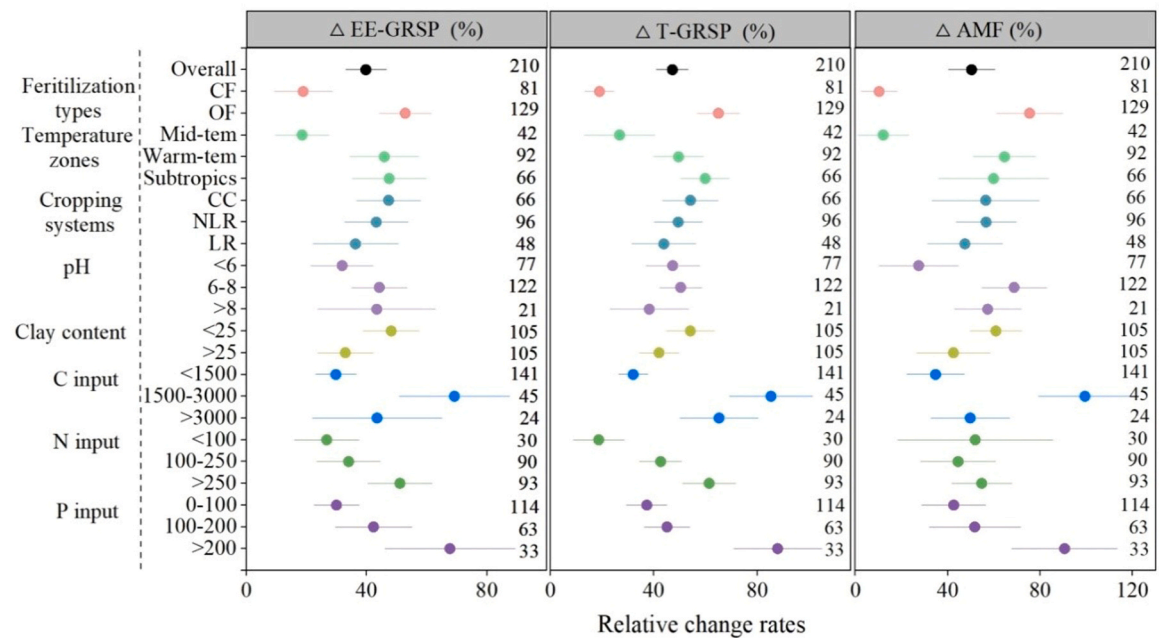 △ EE-GRSP (%) △ T-GRSP (%) △ AMF (%)
Overall 210 210 210
Feritilization types
CF 81 81 81
OF 129 129 129
Temperature zones
Mid-tem 42 42 42
Warm-tem 92 92 92
Subtropics 66 66 66
Cropping systems
CC 66 66 66
NLR 96 96 96
LR 48 48 48
pH
<6 77 77 77
6-8 122 122 122
>8 21 21 21
Clay content
<25 105 105 105
>25 105 105 105
C input
<1500 141 141 141
1500-3000 45 45 45
>3000 24 24 24
N input
<100 30 30 30
100-250 90 90 90
>250 93 93 93
P input
0-100 114 114 114
100-200 63 63 63
>200 33 33 33
0 40 80 0 40 80 0 40 80 120
Relative change rates